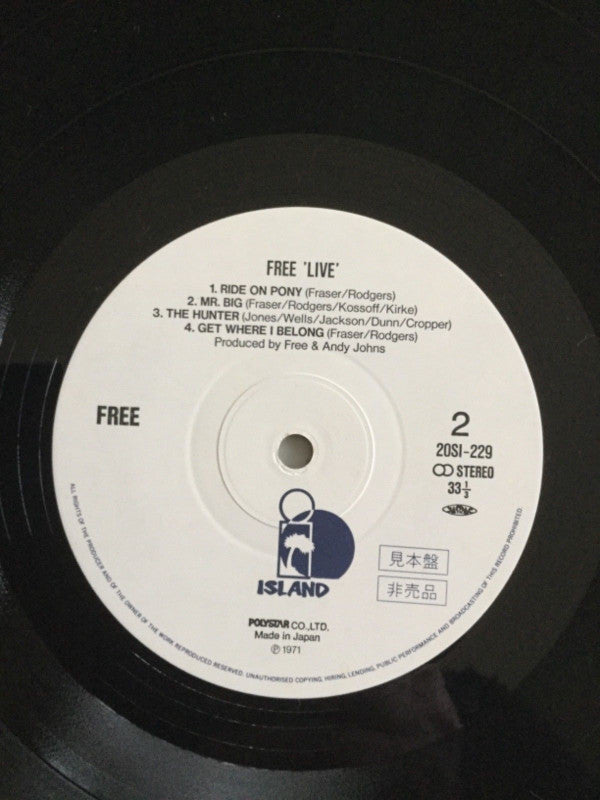 FREE 'LIVE'
1. RIDE ON PONY (Fraser/Rodgers)
2. MR. BIG (Fraser/Rodgers/Kossoff/Kirke)
3. THE HUNTER (Jones/Wells/Jackson/Dunn/Cropper)
4. GET WHERE I BELONG (Fraser/Rodgers)
Produced by Free & Andy Johns
FREE
2
20SI-229
STEREO
33 1/3
ISLAND
見本盤
非売品
POLYSTAR CO.,LTD.
Made in Japan
℗ 1971
ALL RIGHTS OF THE PRODUCER AND OF THE OWNER OF THE WORK REPRODUCED RESERVED. UNAUTHORISED COPYING, HIRING, LENDING, PUBLIC PERFORMANCE AND BROADCASTING OF THIS RECORD PROHIBITED.